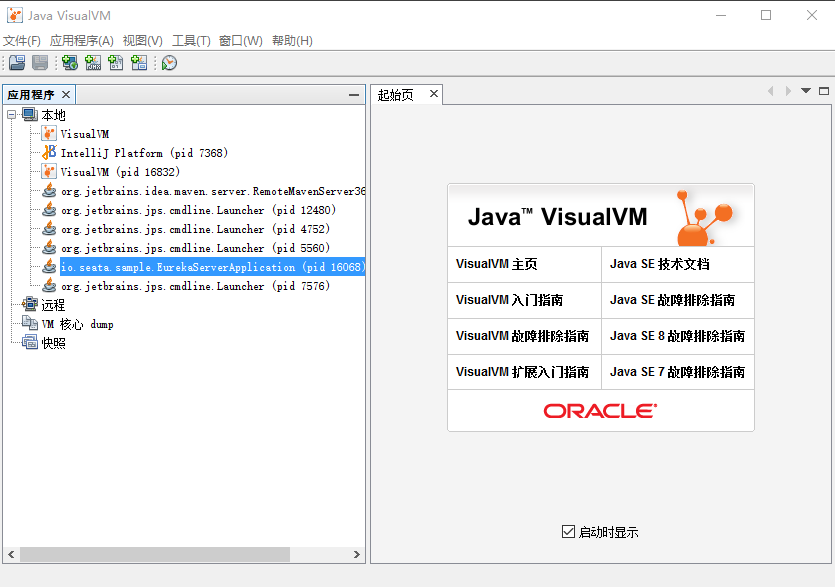 Java VisualVM
文件(F) 应用程序(A) 视图(V) 工具(T) 窗口(W) 帮助(H)
应用程序
本地
VisualVM
IntelliJ Platform (pid 7368)
VisualVM (pid 16832)
org.jetbrains.idea.maven.server.RemoteMavenServer36
org.jetbrains.jps.cmdline.Launcher (pid 12480)
org.jetbrains.jps.cmdline.Launcher (pid 4752)
org.jetbrains.jps.cmdline.Launcher (pid 5560)
io.seata.sample.EurekaServerApplication (pid 16068)
org.jetbrains.jps.cmdline.Launcher (pid 7576)
远程
VM 核心 dump
快照
起始页
Java™ VisualVM
VisualVM 主页 Java SE 技术文档
VisualVM 入门指南 Java SE 故障排除指南
VisualVM 故障排除指南 Java SE 8 故障排除指南
VisualVM 扩展入门指南 Java SE 7 故障排除指南
ORACLE
启动时显示